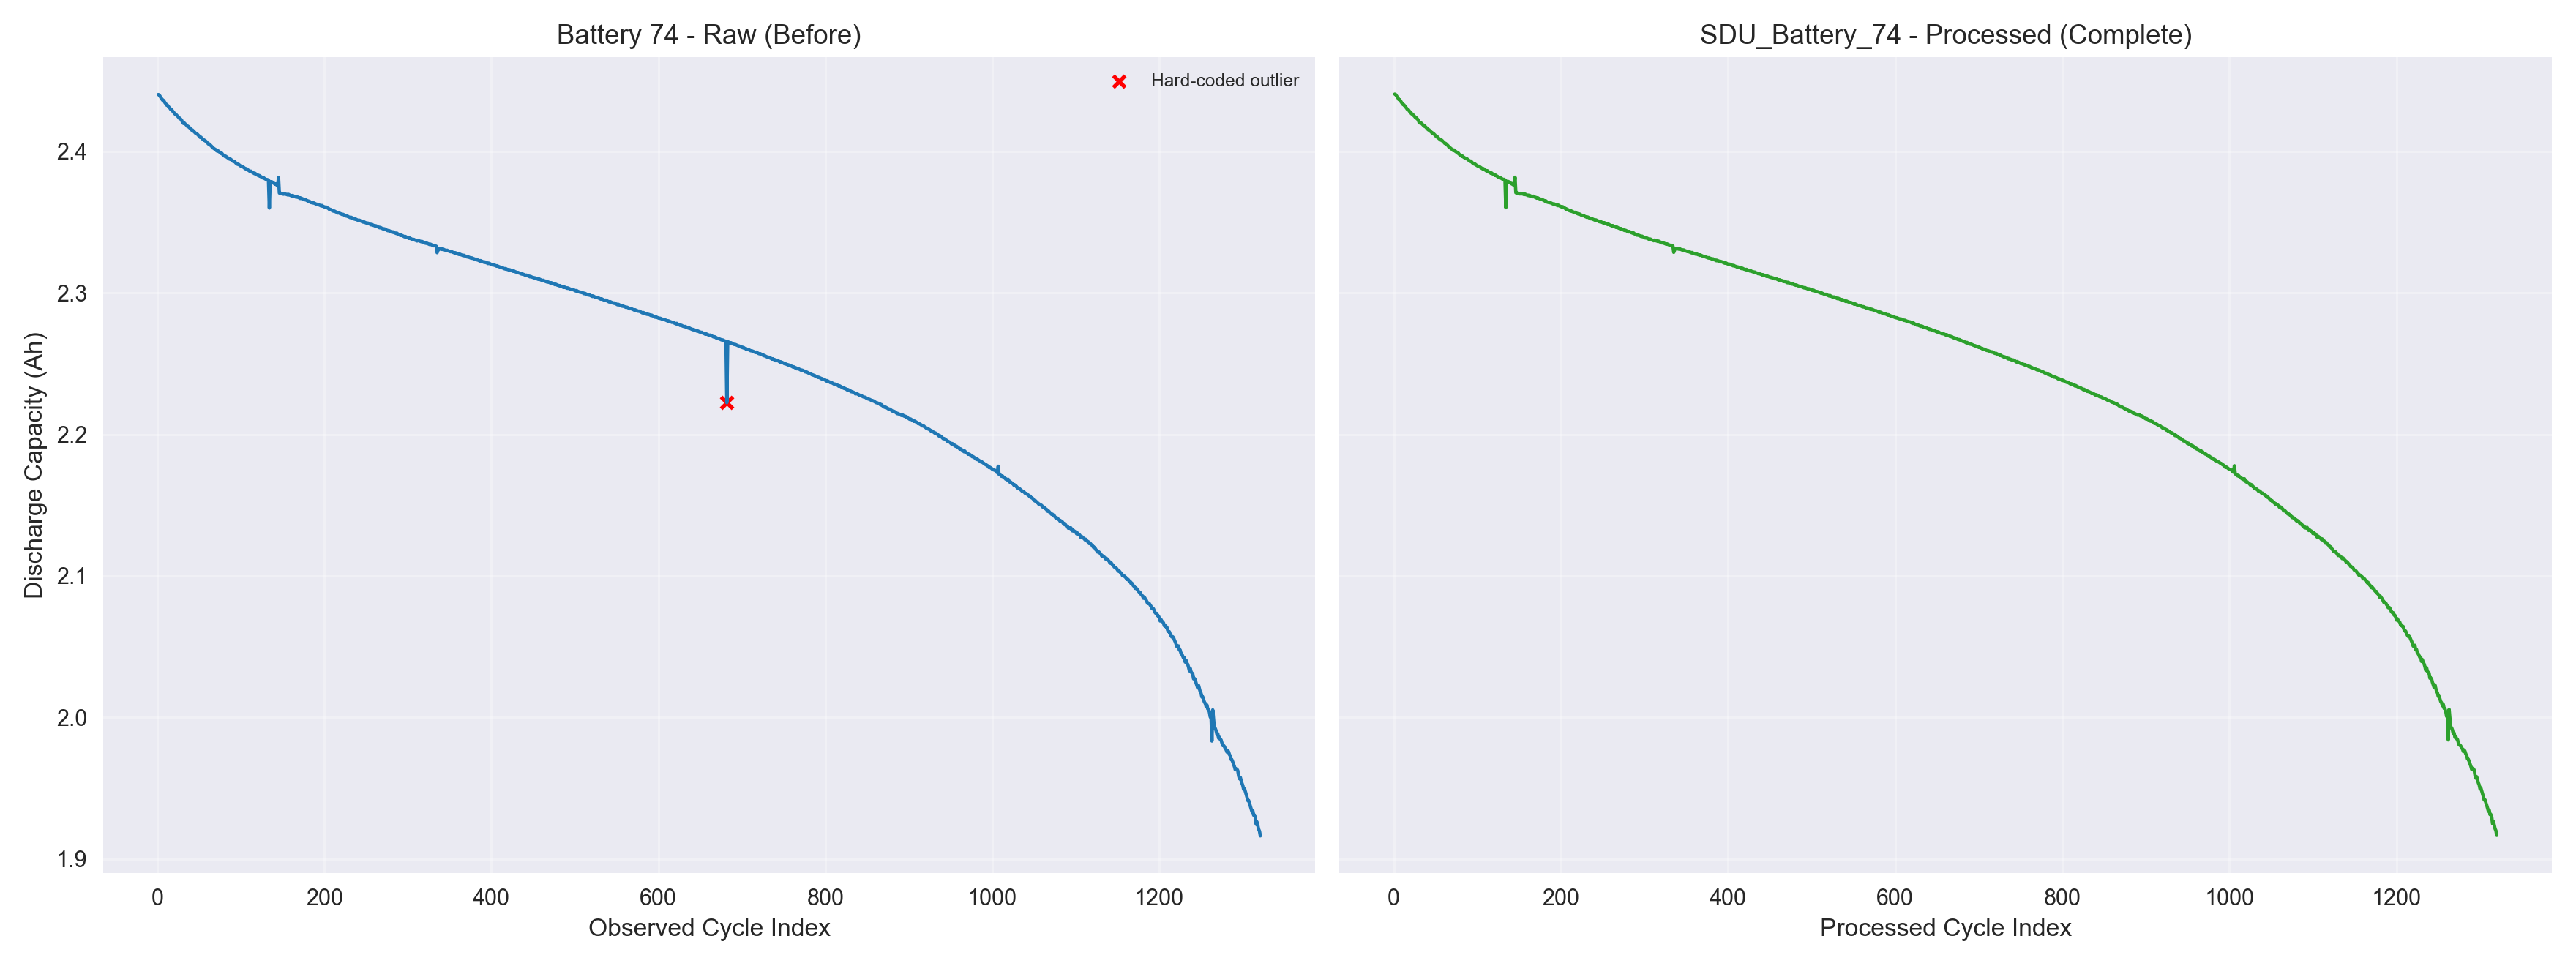 Battery 74 - Raw (Before)
Hard-coded outlier
Discharge Capacity (Ah)
2.4
2.3
2.2
2.1
2.0
1.9
0 200 400 600 800 1000 1200
Observed Cycle Index
SDU_Battery_74 - Processed (Complete)
0 200 400 600 800 1000 1200
Processed Cycle Index